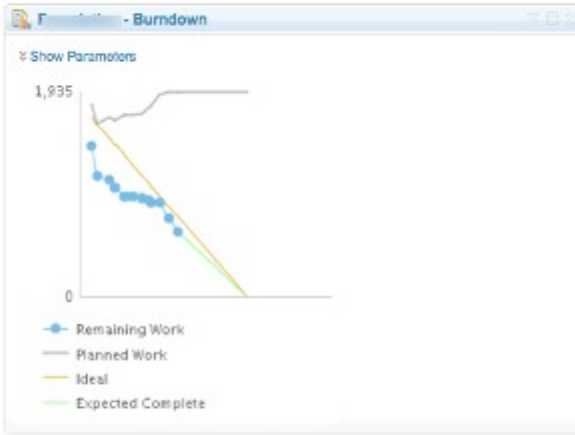 - Burndown
Show Parameters
1,935
0
Remaining Work
Planned Work
Ideal
Expected Complete